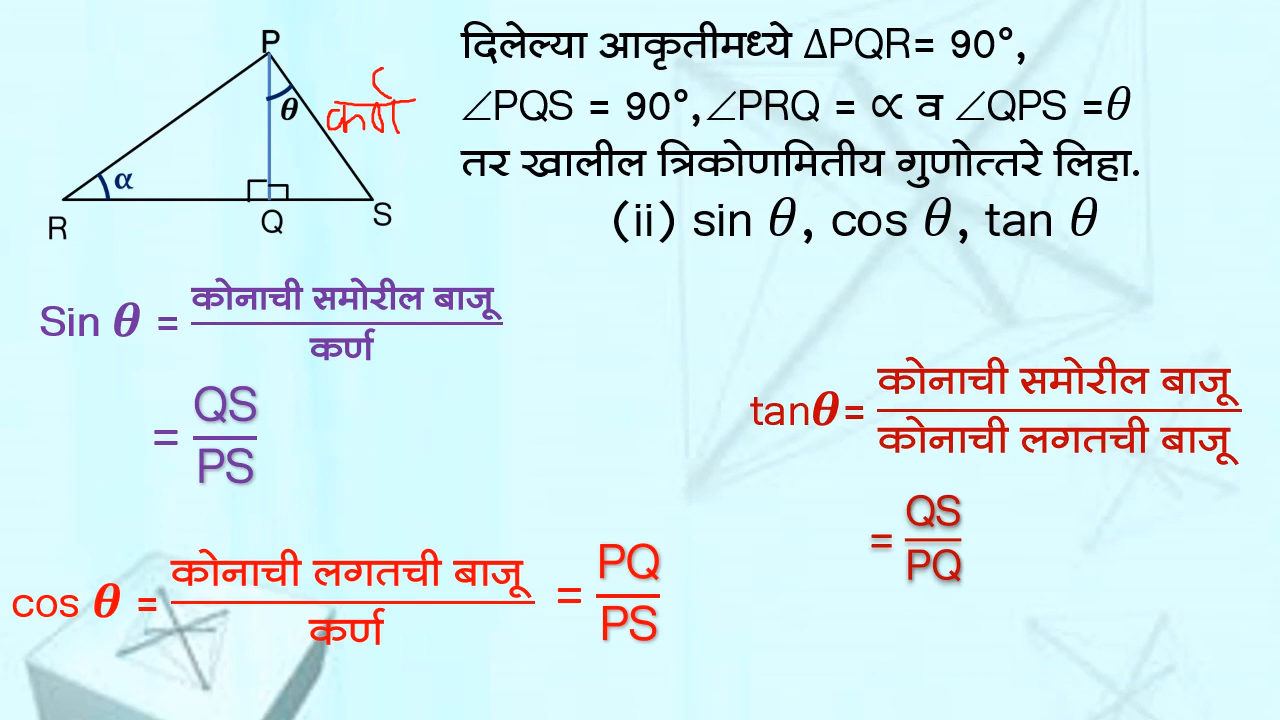 P
θ
कर्ण
α
R
Q
S
दिलेल्या आकृतीमध्ये ΔPQR= 90°,
∠PQS = 90°,∠PRQ = ∝ व ∠QPS =θ
तर खालील त्रिकोणमितीय गुणोत्तरे लिहा.
(ii) sin θ, cos θ, tan θ
Sin θ = कोनाची समोरील बाजू
कर्ण
= QS
PS
cos θ = कोनाची लगतची बाजू
कर्ण
= PQ
PS
tanθ= कोनाची समोरील बाजू
कोनाची लगतची बाजू
= QS
PQ